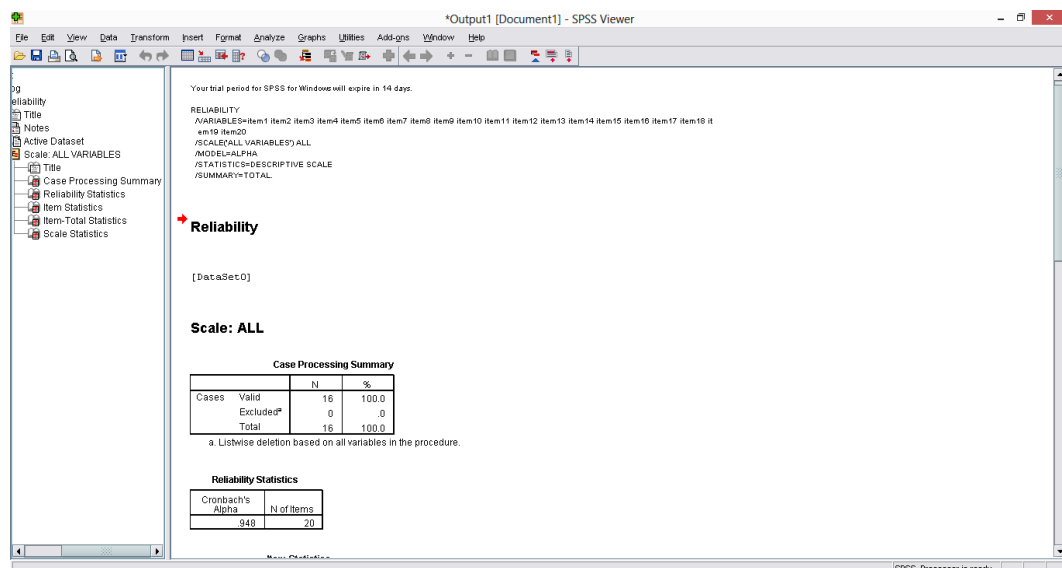 *Output1 [Document1] - SPSS Viewer
File Edit View Data Transform Insert Format Analyze Graphs Utilities Add-ons Window Help
og
eliability
Title
Notes
Active Dataset
Scale: ALL VARIABLES
Title
Case Processing Summary
Reliability Statistics
Item Statistics
Item-Total Statistics
Scale Statistics
Your trial period for SPSS for Windows will expire in 14 days.
RELIABILITY
/VARIABLES=item1 item2 item3 item4 item5 item6 item7 item8 item9 item10 item11 item12 item13 item14 item15 item16 item17 item18 it
em19 item20
/SCALE('ALL VARIABLES') ALL
/MODEL=ALPHA
/STATISTICS=DESCRIPTIVE SCALE
/SUMMARY=TOTAL.
Reliability
[DataSet0]
Scale: ALL
Case Processing Summary
N %
Cases Valid 16 100.0
Excludedª 0 .0
Total 16 100.0
a. Listwise deletion based on all variables in the procedure.
Reliability Statistics
Cronbach's
Alpha N of Items
.948 20